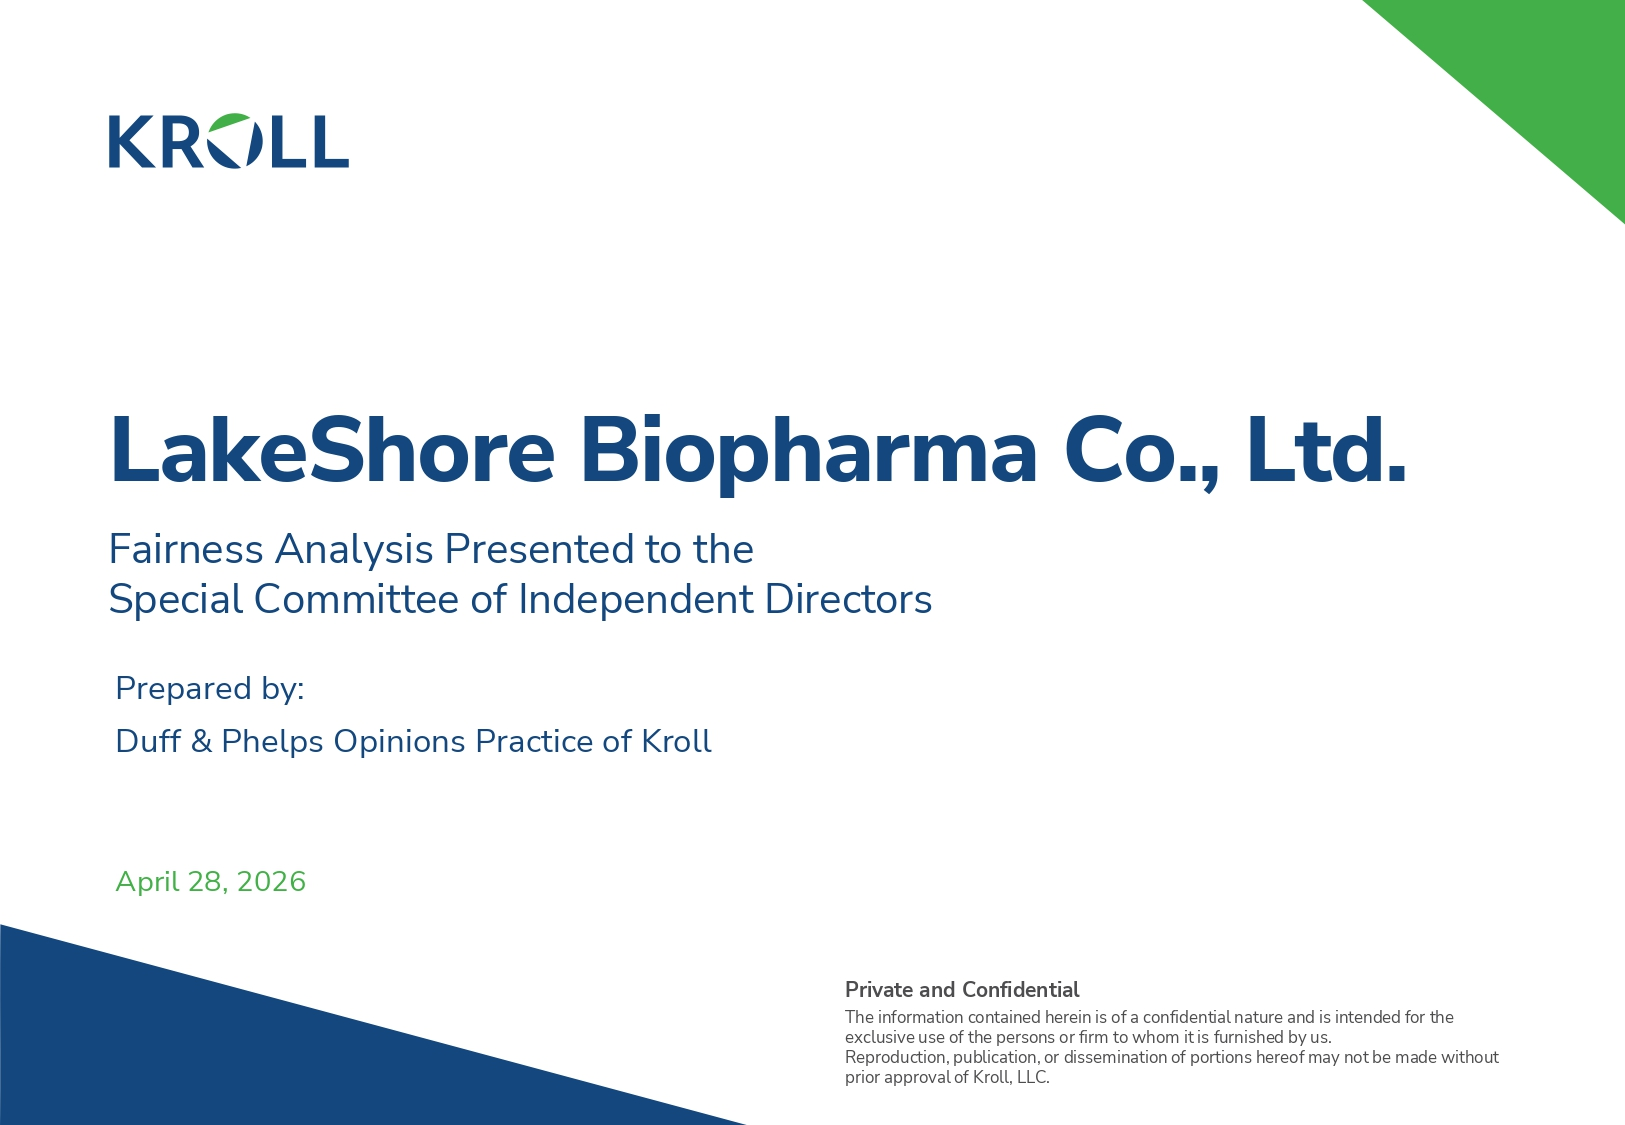 KROLL
LakeShore Biopharma Co., Ltd.
Fairness Analysis Presented to the
Special Committee of Independent Directors
Prepared by:
Duff & Phelps Opinions Practice of Kroll
April 28, 2026
Private and Confidential
The information contained herein is of a confidential nature and is intended for the
exclusive use of the persons or firm to whom it is furnished by us.
Reproduction, publication, or dissemination of portions hereof may not be made without
prior approval of Kroll, LLC.